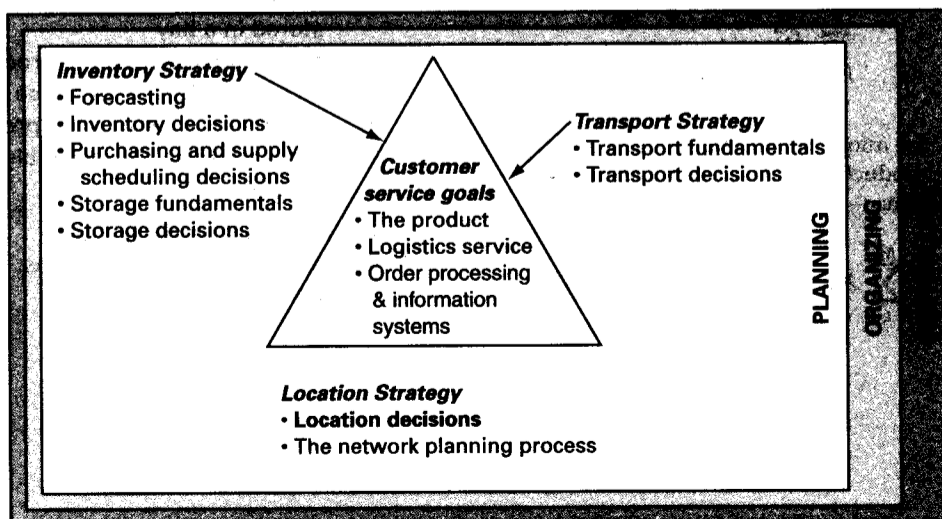 Inventory Strategy
• Forecasting
• Inventory decisions
• Purchasing and supply
scheduling decisions
• Storage fundamentals
• Storage decisions
Customer
service goals
• The product
• Logistics service
• Order processing
& information
systems
Transport Strategy
• Transport fundamentals
• Transport decisions
Location Strategy
• Location decisions
• The network planning process
PLANNING
ORGANIZING